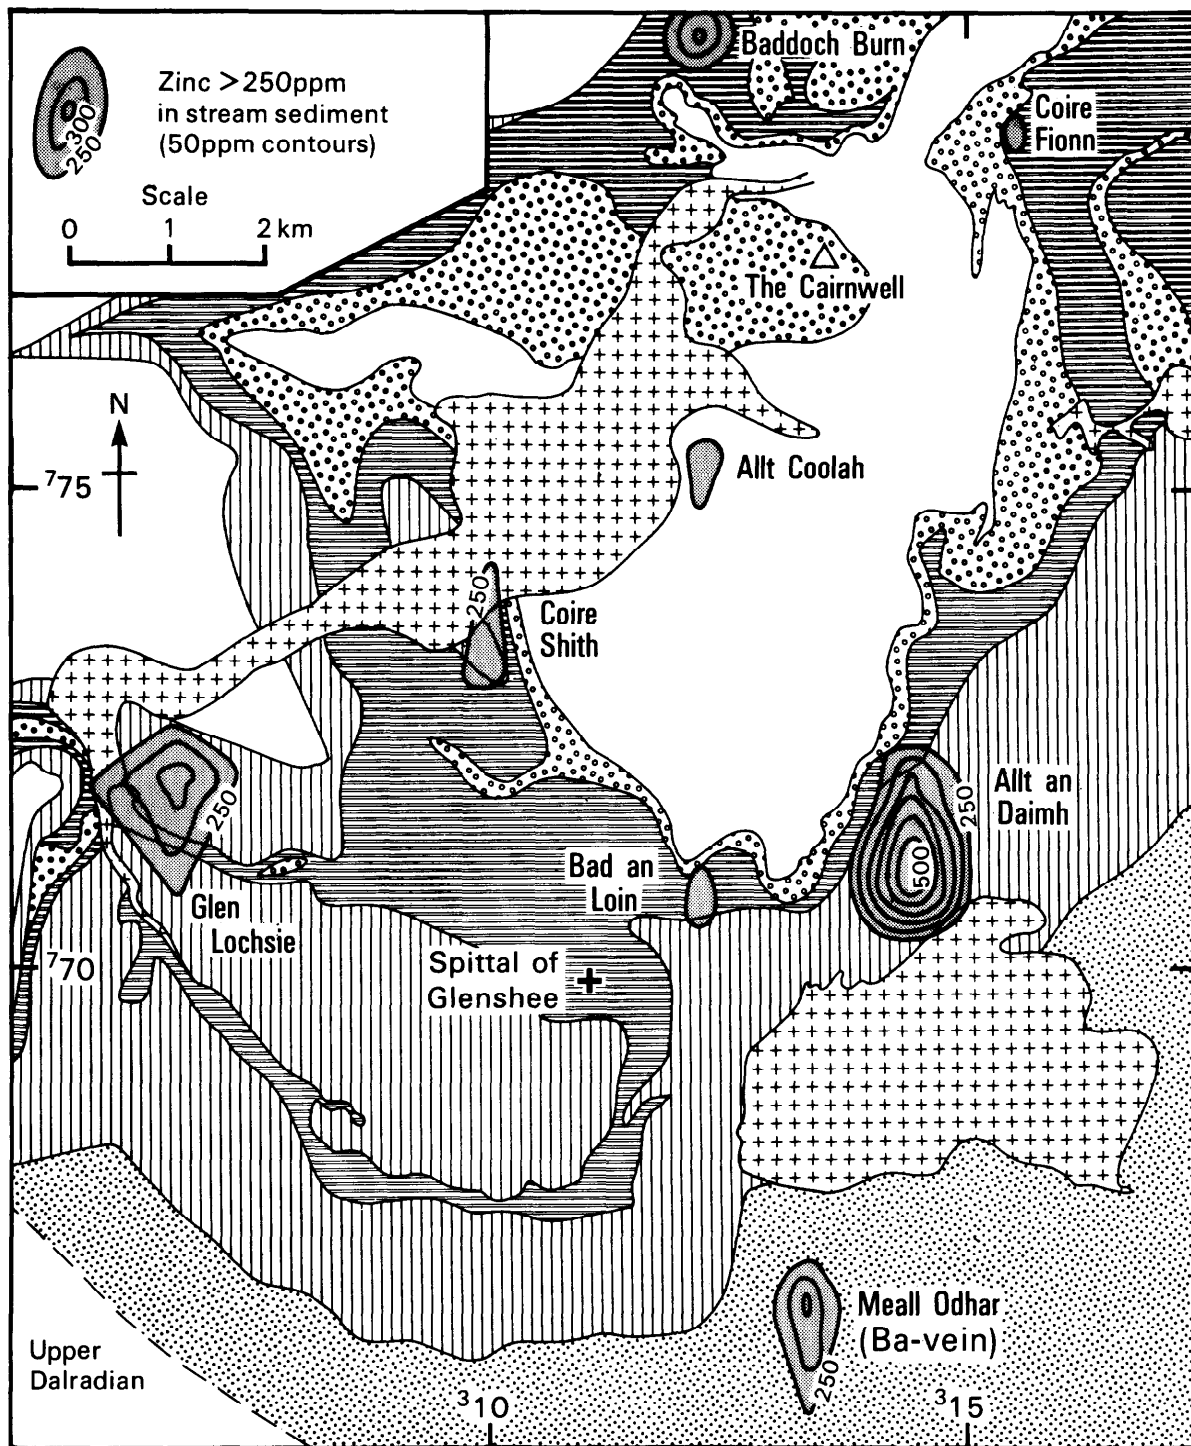 Zinc >250ppm
in stream sediment
(50ppm contours)
300
250
Scale
0 1 2 km
Baddoch Burn
Coire
Fionn
The Cairnwell
N
775
Allt Coolah
250
Coire
Shith
250
Glen
Lochsie
Allt an
Daimh
250
500
Bad an
Loin
770
Spittal of
Glenshee
Meall Odhar
(Ba-vein)
250
Upper
Dalradian
310
315